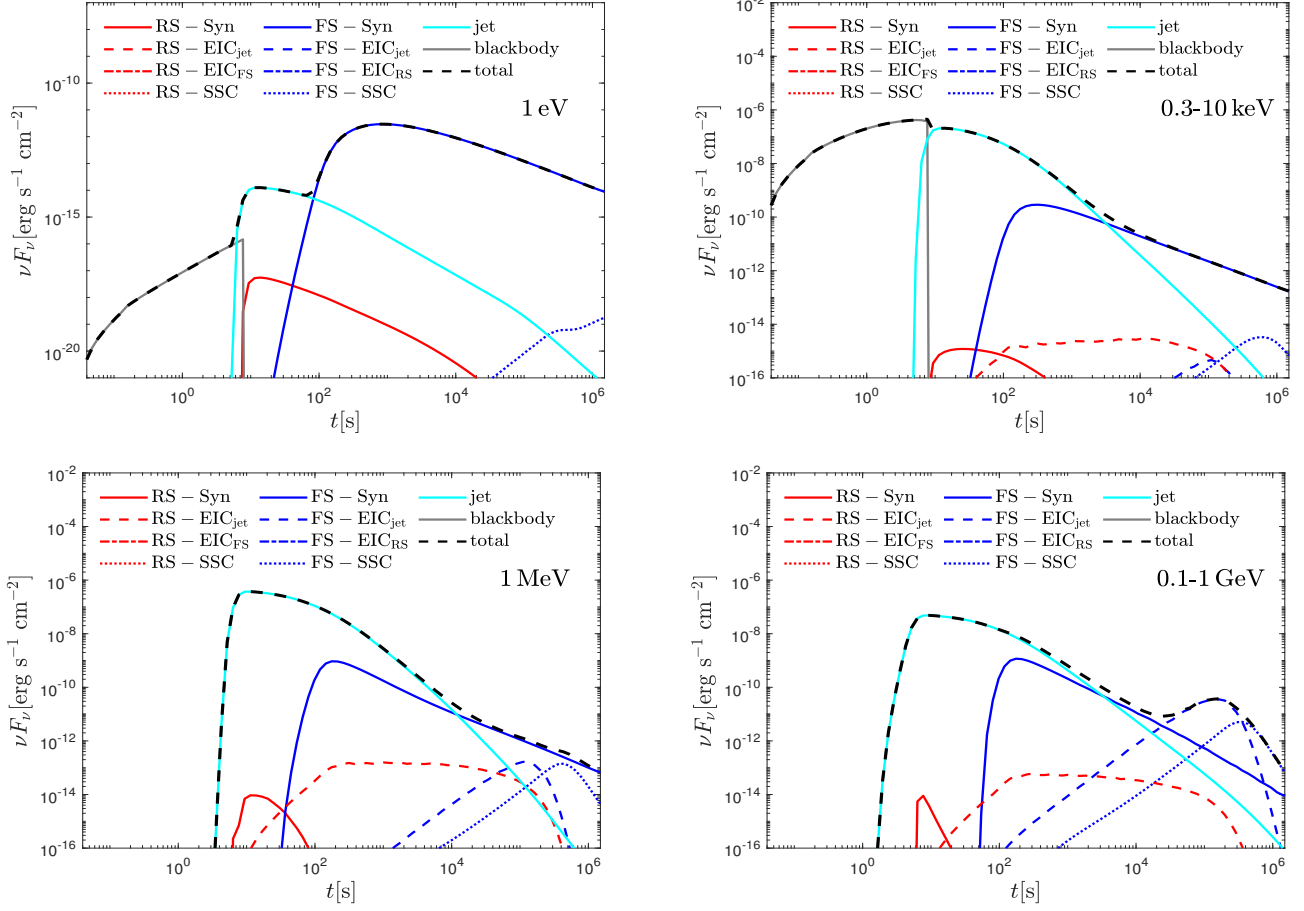 RS − Syn FS − Syn jet
RS − EIC_jet FS − EIC_jet blackbody
RS − EIC_FS FS − EIC_RS total
RS − SSC FS − SSC
1 eV
10^-10
10^-15
10^-20
νF_ν[erg s^−1 cm^−2]
10^0 10^2 10^4 10^6
t[s]
RS − Syn FS − Syn jet
RS − EIC_jet FS − EIC_jet blackbody
RS − EIC_FS FS − EIC_RS total
RS − SSC FS − SSC
0.3-10 keV
10^-2
10^-4
10^-6
10^-8
10^-10
10^-12
10^-14
10^-16
νF_ν[erg s^−1 cm^−2]
10^0 10^2 10^4 10^6
t[s]
RS − Syn FS − Syn jet
RS − EIC_jet FS − EIC_jet blackbody
RS − EIC_FS FS − EIC_RS total
RS − SSC FS − SSC
1 MeV
10^-2
10^-4
10^-6
10^-8
10^-10
10^-12
10^-14
10^-16
νF_ν[erg s^−1 cm^−2]
10^0 10^2 10^4 10^6
t[s]
RS − Syn FS − Syn jet
RS − EIC_jet FS − EIC_jet blackbody
RS − EIC_FS FS − EIC_RS total
RS − SSC FS − SSC
0.1-1 GeV
10^-2
10^-4
10^-6
10^-8
10^-10
10^-12
10^-14
10^-16
νF_ν[erg s^−1 cm^−2]
10^0 10^2 10^4 10^6
t[s]